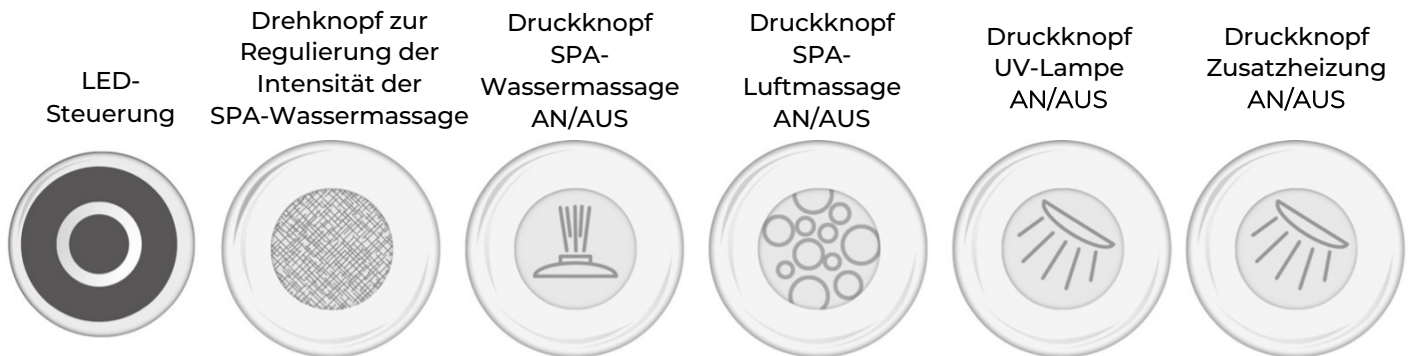 LED-
Steuerung
Drehknopf zur
Regulierung der
Intensität der
SPA-Wassermassage
Druckknopf
SPA-
Wassermassage
AN/AUS
Druckknopf
SPA-
Luftmassage
AN/AUS
Druckknopf
UV-Lampe
AN/AUS
Druckknopf
Zusatzheizung
AN/AUS